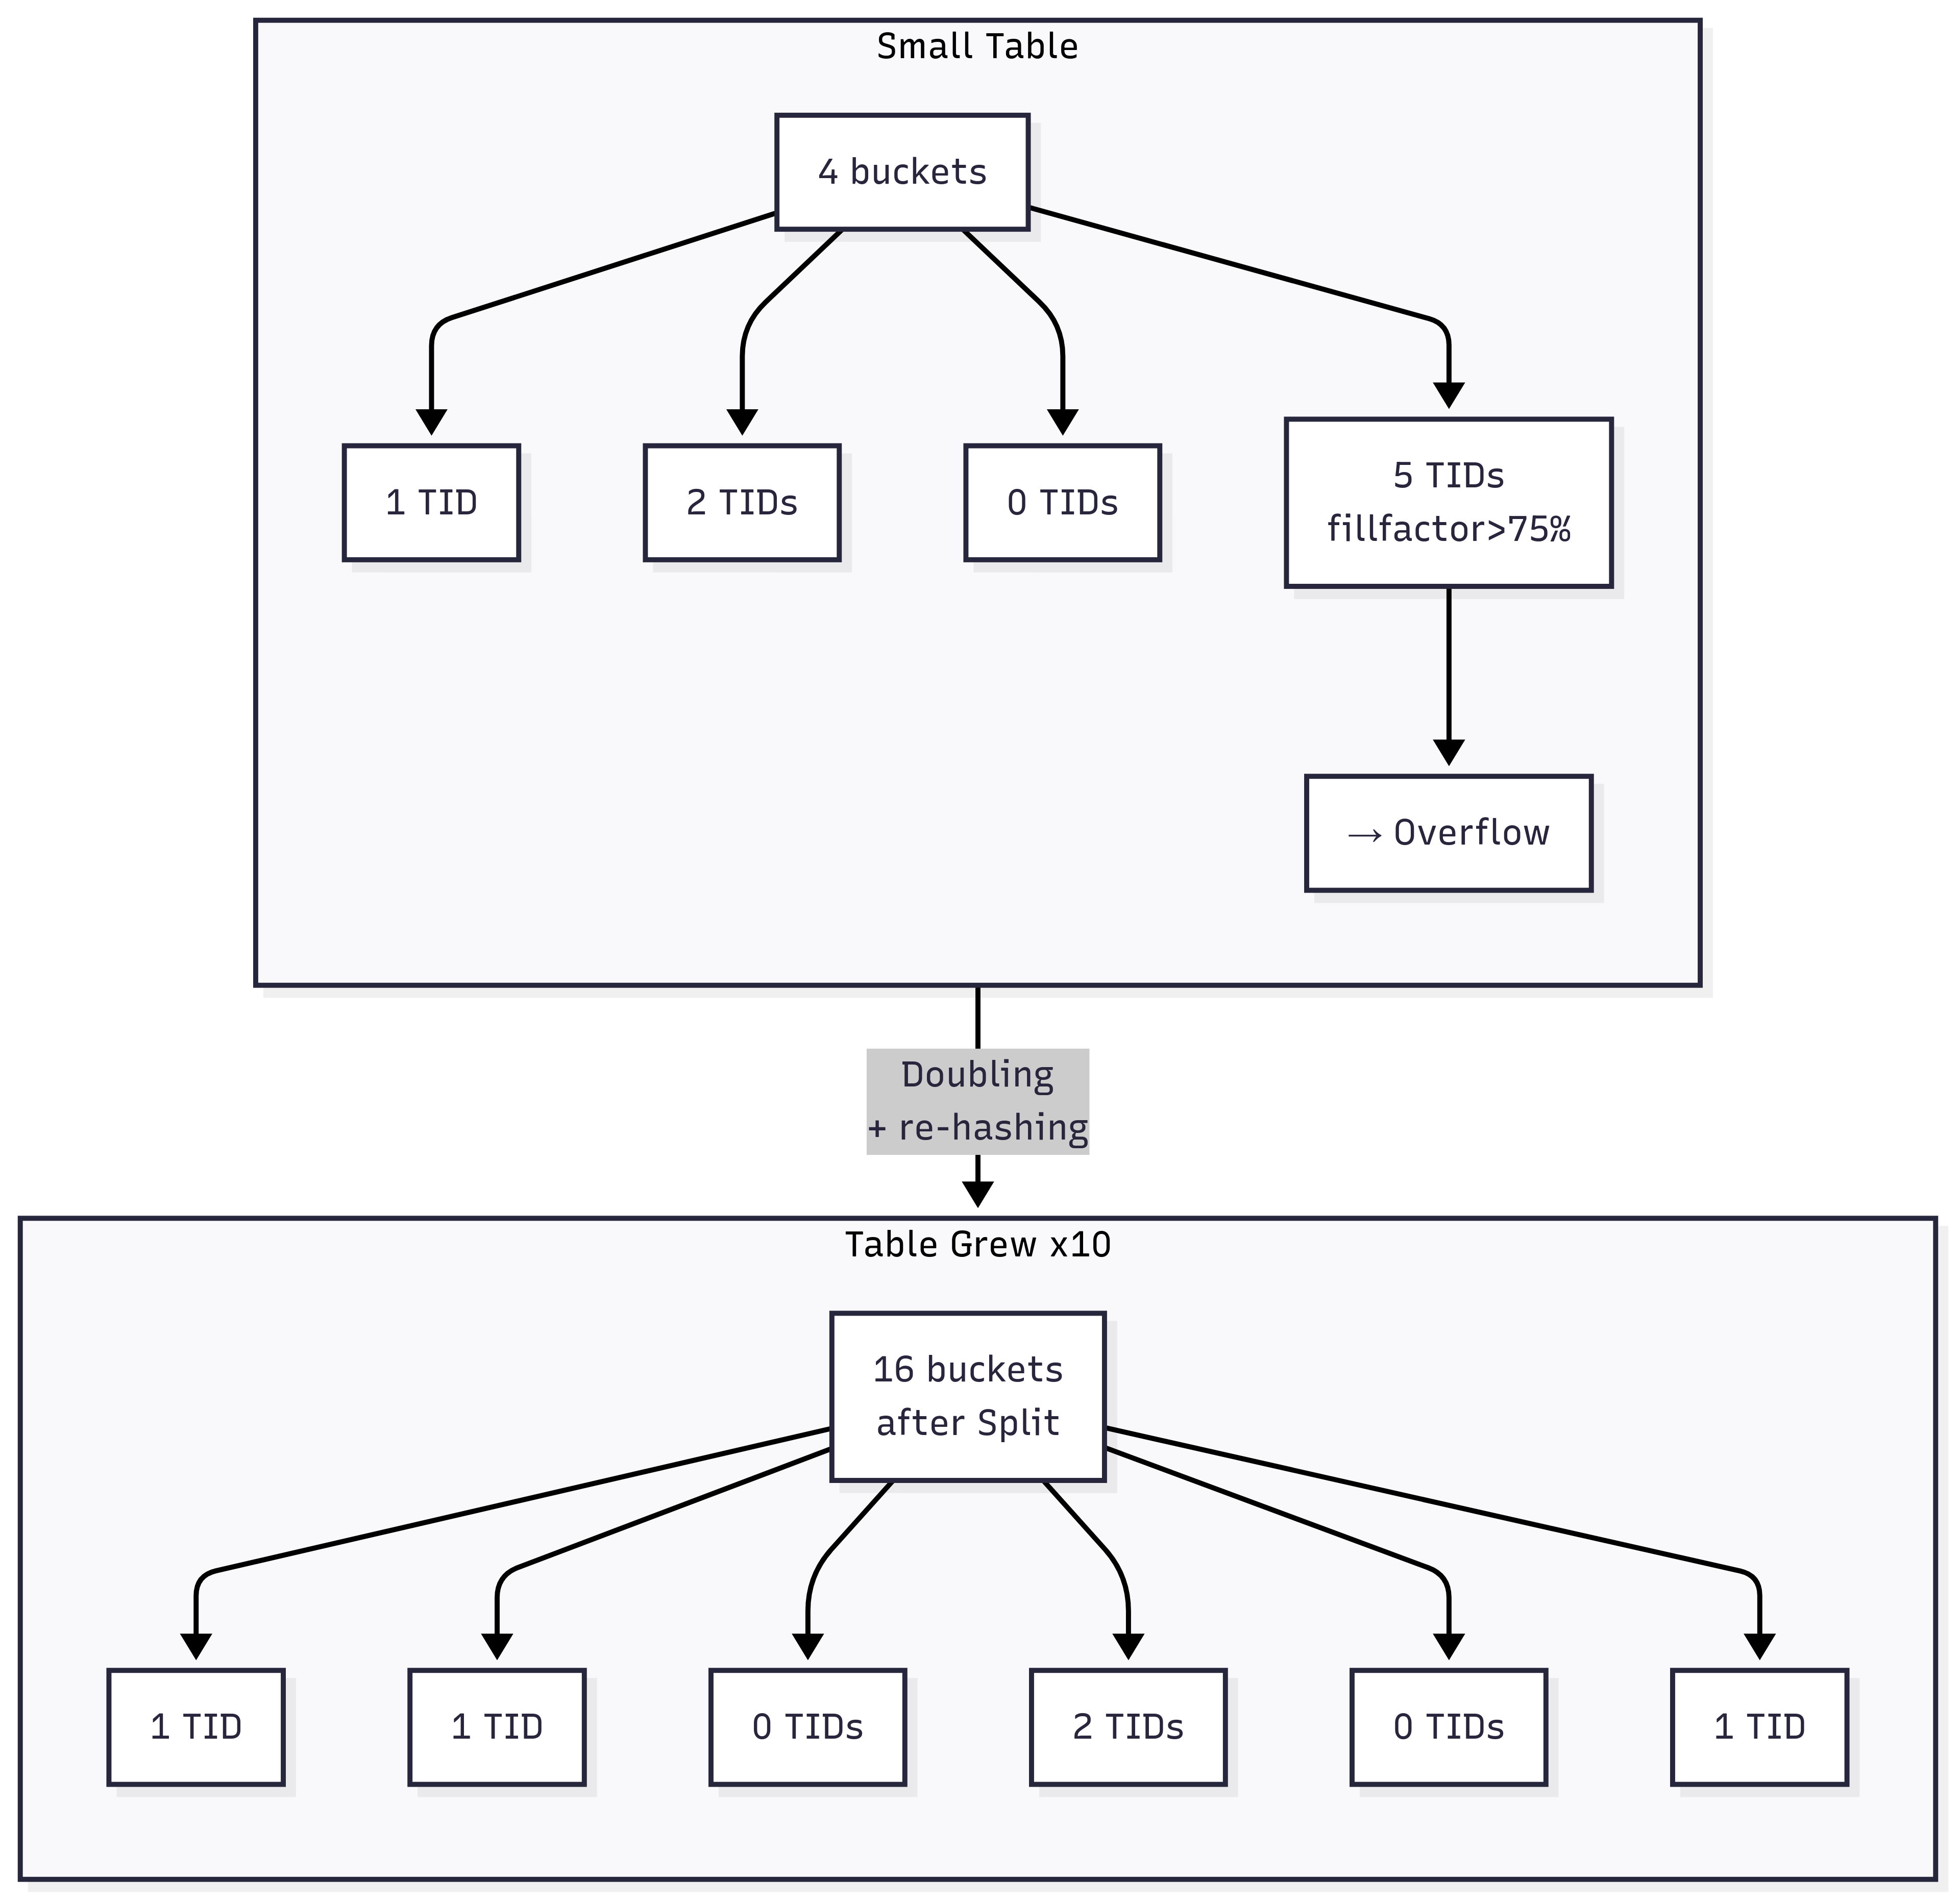 Small Table
4 buckets
1 TID
2 TIDs
0 TIDs
5 TIDs
fillfactor>75%
→ Overflow
Doubling
+ re-hashing
Table Grew x10
16 buckets
after Split
1 TID
1 TID
0 TIDs
2 TIDs
0 TIDs
1 TID